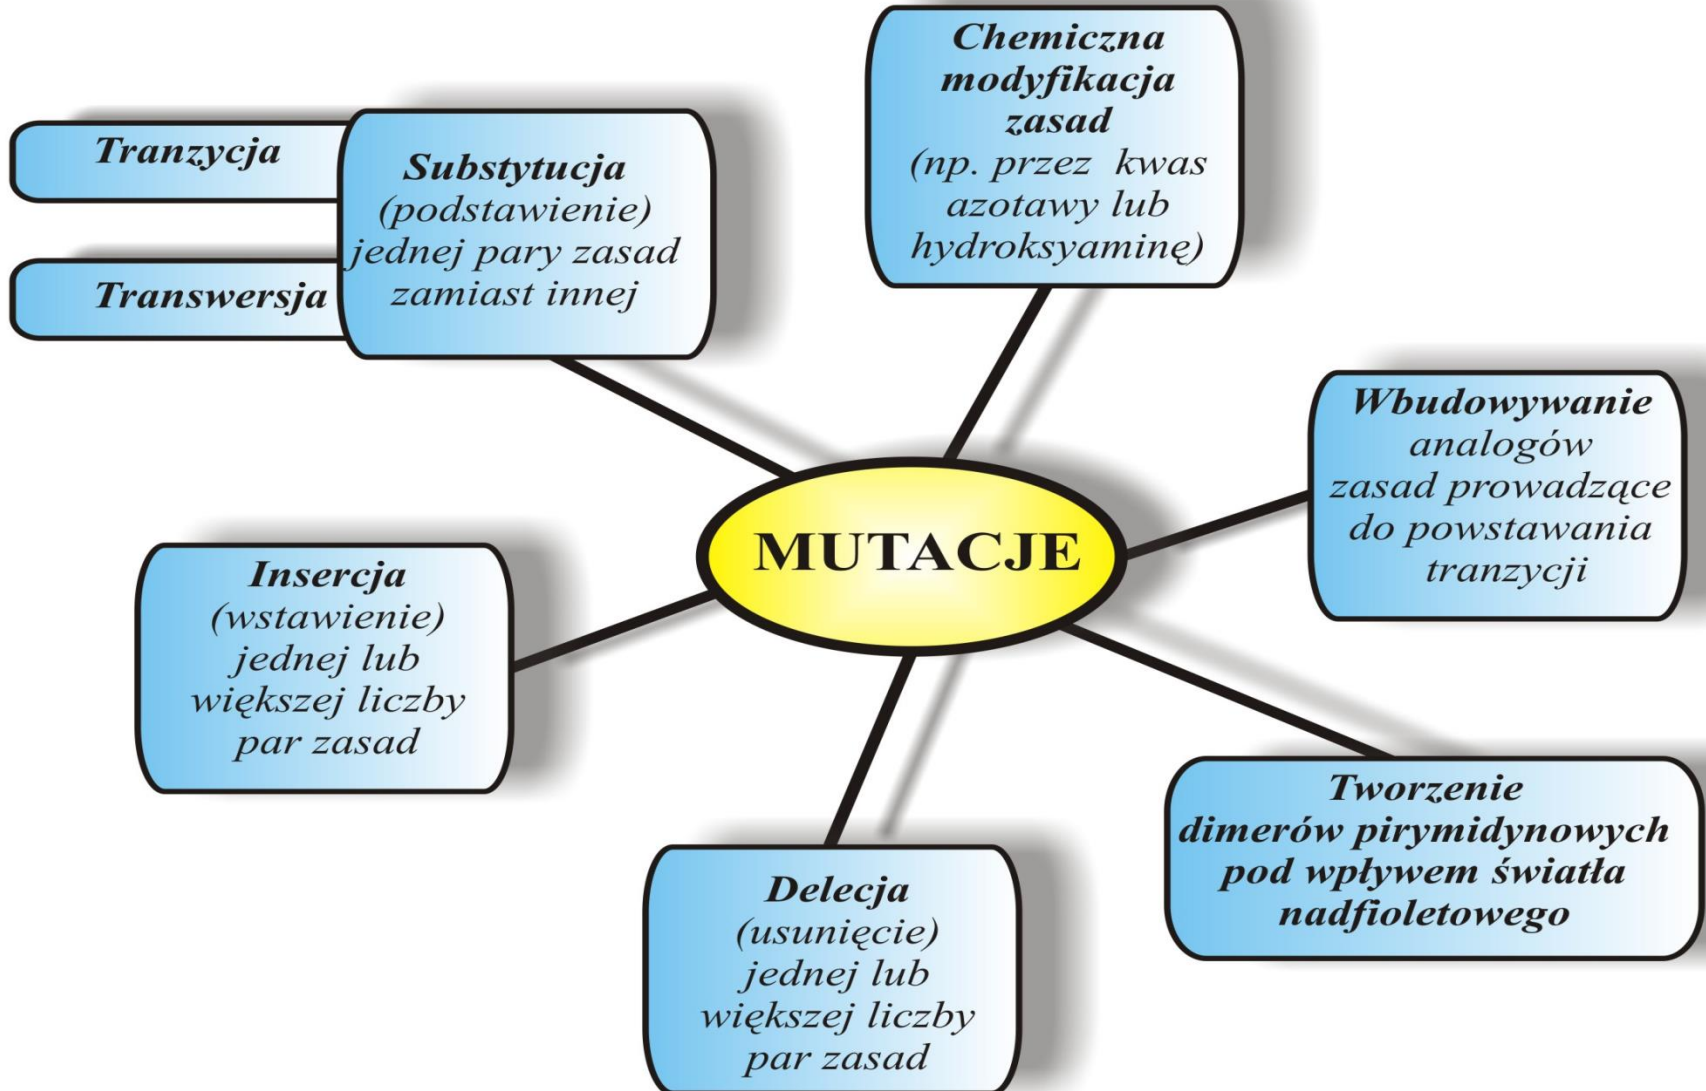 Chemiczna
modyfikacja
zasad
(np. przez kwas
azotawy lub
hydroksyaminę)
Tranzycja
Transwersja
Substytucja
(podstawienie)
jednej pary zasad
zamiast innej
Wbudowywanie
analogów
zasad prowadzące
do powstawania
tranzycji
MUTACJE
Insercja
(wstawienie)
jednej lub
większej liczby
par zasad
Tworzenie
dimerów pirymidynowych
pod wpływem światła
nadfioletowego
Delecja
(usunięcie)
jednej lub
większej liczby
par zasad